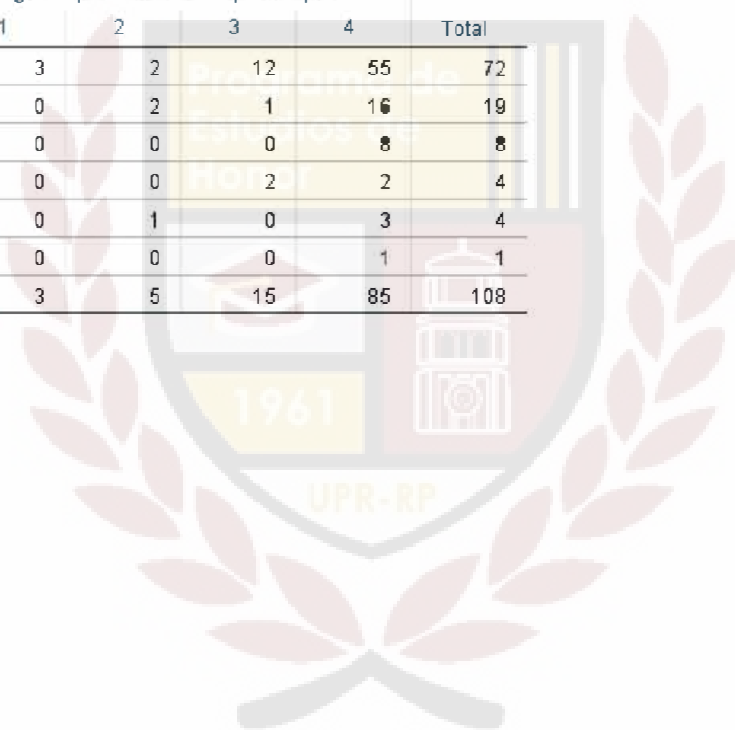 1 2 3 4 Total
3 2 12 55 72
0 2 1 16 19
0 0 0 8 8
0 0 2 2 4
0 1 0 3 4
0 0 0 1 1
3 5 15 85 108
Programa de
Estudios de
Honor
1961
UPR-RP